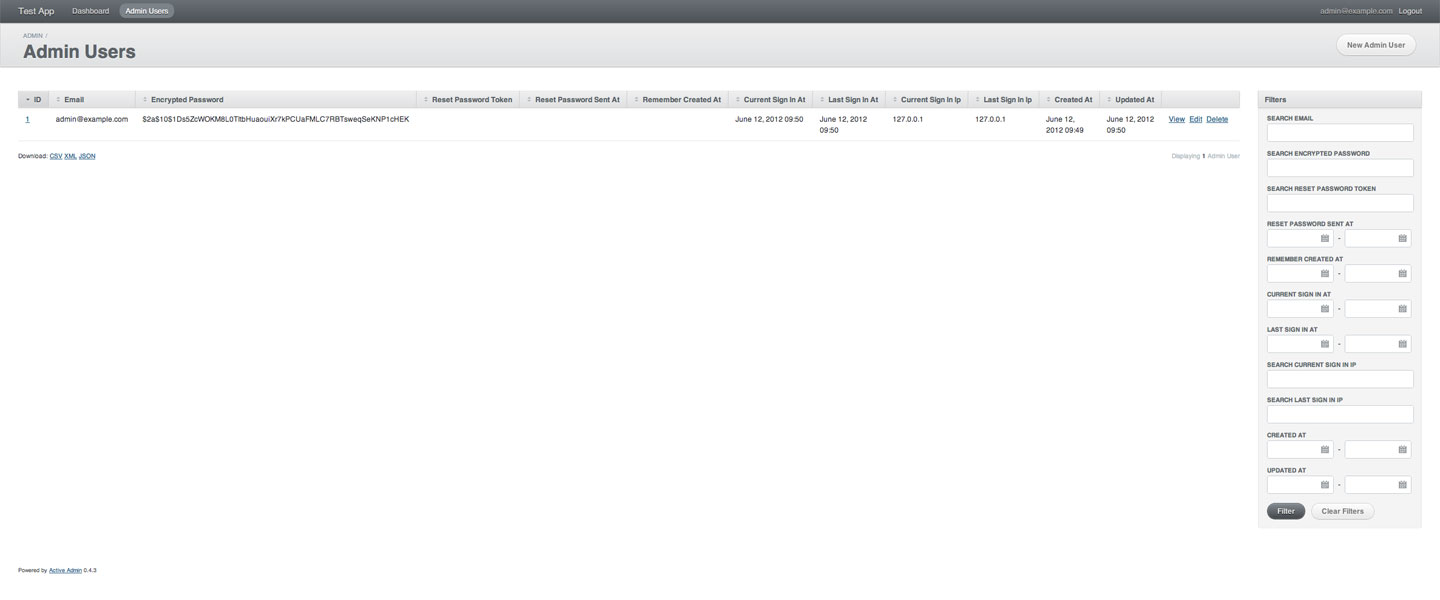 Test App Dashboard Admin Users admin@example.com Logout
ADMIN /
Admin Users
New Admin User
ID Email Encrypted Password Reset Password Token Reset Password Sent At Remember Created At Current Sign In At Last Sign In At Current Sign In Ip Last Sign In Ip Created At Updated At
1 admin@example.com June 12, 2012 09:50 June 12, 2012 127.0.0.1 127.0.0.1 June 12, June 12, 2012 View Edit Delete
09:50 2012 09:49 09:50
Download: CSV XML JSON
Displaying 1 Admin User
Filters
SEARCH EMAIL
SEARCH ENCRYPTED PASSWORD
SEARCH RESET PASSWORD TOKEN
RESET PASSWORD SENT AT
-
REMEMBER CREATED AT
-
CURRENT SIGN IN AT
-
LAST SIGN IN AT
-
SEARCH CURRENT SIGN IN IP
SEARCH LAST SIGN IN IP
CREATED AT
-
UPDATED AT
-
Filter Clear Filters
Powered by Active Admin 0.4.3